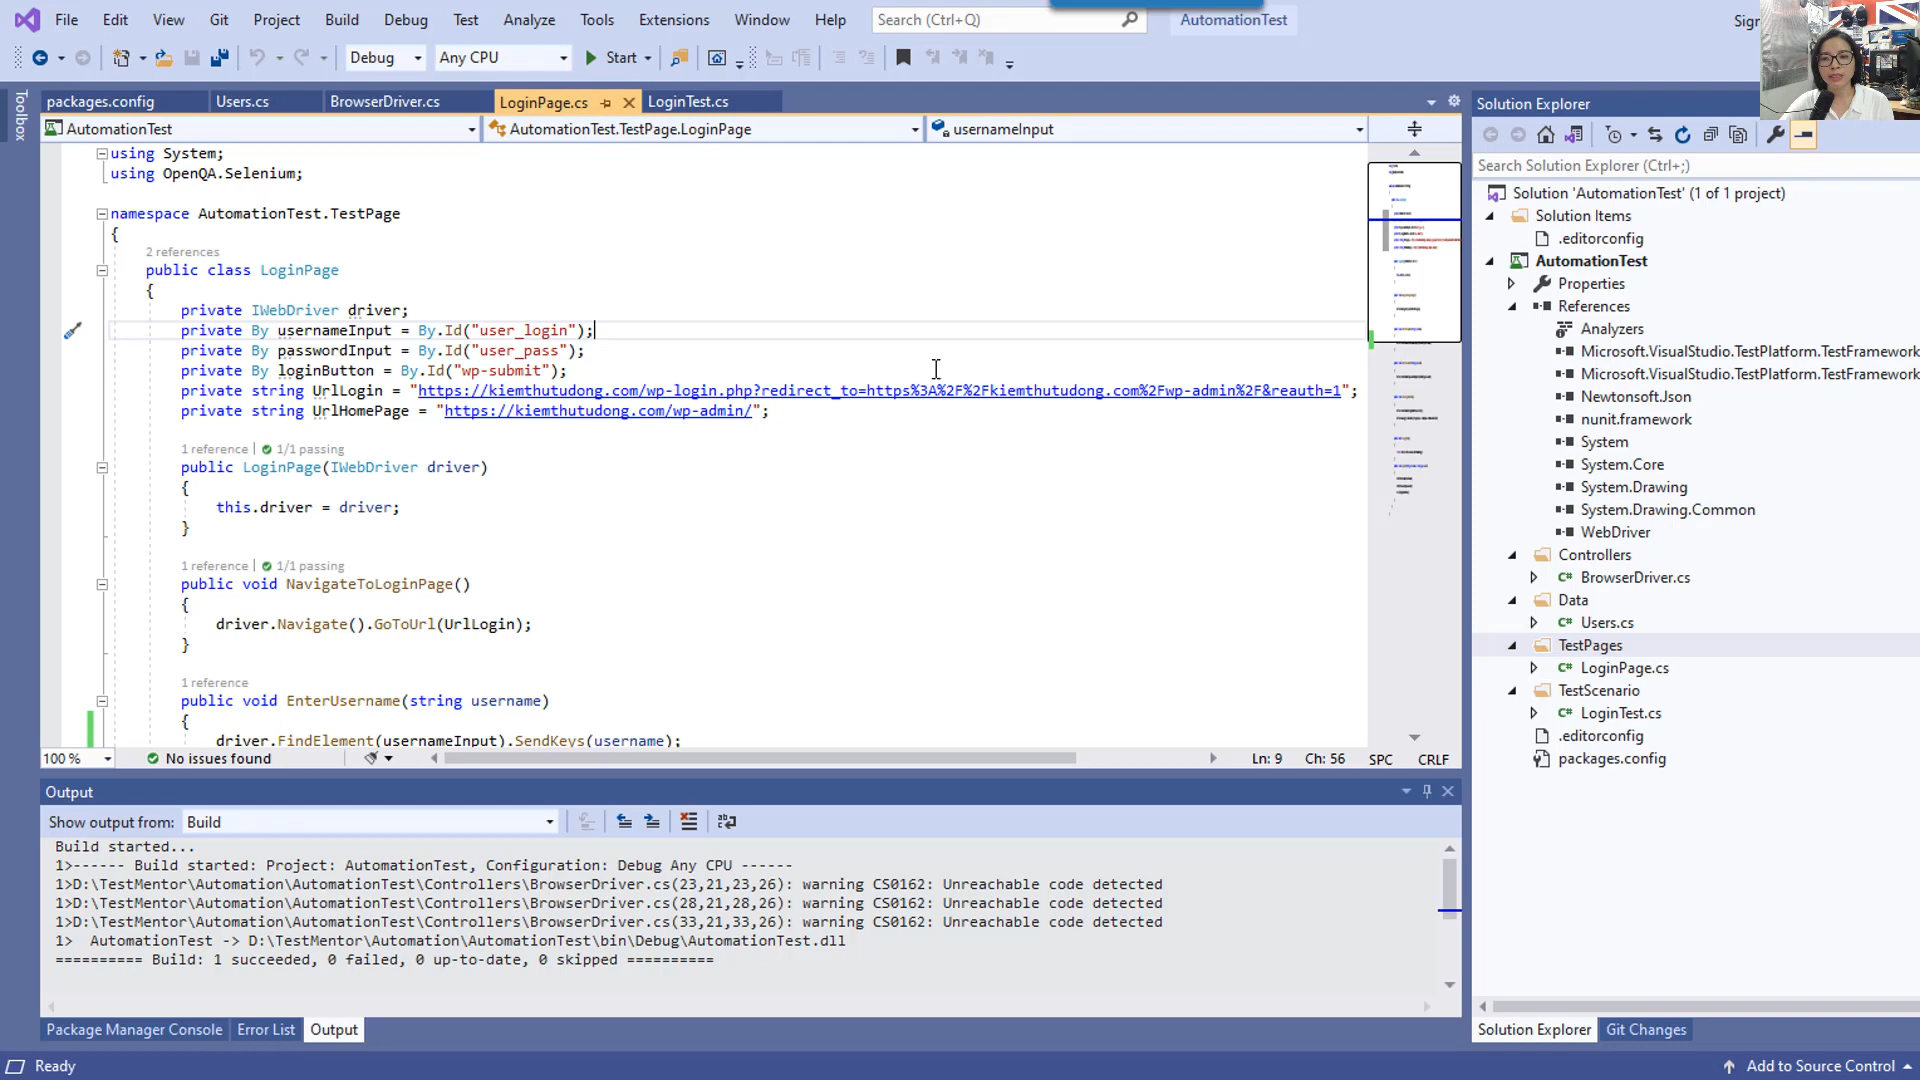 File Edit View Git Project Build Debug Test Analyze Tools Extensions Window Help Search (Ctrl+Q) AutomationTest
Debug Any CPU Start
Toolbox
packages.config Users.cs BrowserDriver.cs LoginPage.cs LoginTest.cs
AutomationTest AutomationTest.TestPage.LoginPage usernameInput
using System;
using OpenQA.Selenium;
namespace AutomationTest.TestPage
{
2 references
public class LoginPage
{
private IWebDriver driver;
private By usernameInput = By.Id("user_login");
private By passwordInput = By.Id("user_pass");
private By loginButton = By.Id("wp-submit");
private string UrlLogin = "https://kiemthutudong.com/wp-login.php?redirect_to=https%3A%2F%2Fkiemthutudong.com%2Fwp-admin%2F&reauth=1";
private string UrlHomePage = "https://kiemthutudong.com/wp-admin/";
1 reference | 1/1 passing
public LoginPage(IWebDriver driver)
{
this.driver = driver;
}
1 reference | 1/1 passing
public void NavigateToLoginPage()
{
driver.Navigate().GoToUrl(UrlLogin);
}
1 reference
public void EnterUsername(string username)
{
driver.FindElement(usernameInput).SendKeys(username);
100 % No issues found Ln: 9 Ch: 56 SPC CRLF
Output
Show output from: Build
Build started...
1>------ Build started: Project: AutomationTest, Configuration: Debug Any CPU ------
1>D:\TestMentor\Automation\AutomationTest\Controllers\BrowserDriver.cs(23,21,23,26): warning CS0162: Unreachable code detected
1>D:\TestMentor\Automation\AutomationTest\Controllers\BrowserDriver.cs(28,21,28,26): warning CS0162: Unreachable code detected
1>D:\TestMentor\Automation\AutomationTest\Controllers\BrowserDriver.cs(33,21,33,26): warning CS0162: Unreachable code detected
1>  AutomationTest -> D:\TestMentor\Automation\AutomationTest\bin\Debug\AutomationTest.dll
========== Build: 1 succeeded, 0 failed, 0 up-to-date, 0 skipped ==========
Package Manager Console Error List Output
Solution Explorer
Search Solution Explorer (Ctrl+;)
Solution 'AutomationTest' (1 of 1 project)
Solution Items
.editorconfig
AutomationTest
Properties
References
Analyzers
Microsoft.VisualStudio.TestPlatform.TestFramework
Microsoft.VisualStudio.TestPlatform.TestFramework
Newtonsoft.Json
nunit.framework
System
System.Core
System.Drawing
System.Drawing.Common
WebDriver
Controllers
C# BrowserDriver.cs
Data
C# Users.cs
TestPages
C# LoginPage.cs
TestScenario
C# LoginTest.cs
.editorconfig
packages.config
Solution Explorer Git Changes
Ready Add to Source Control